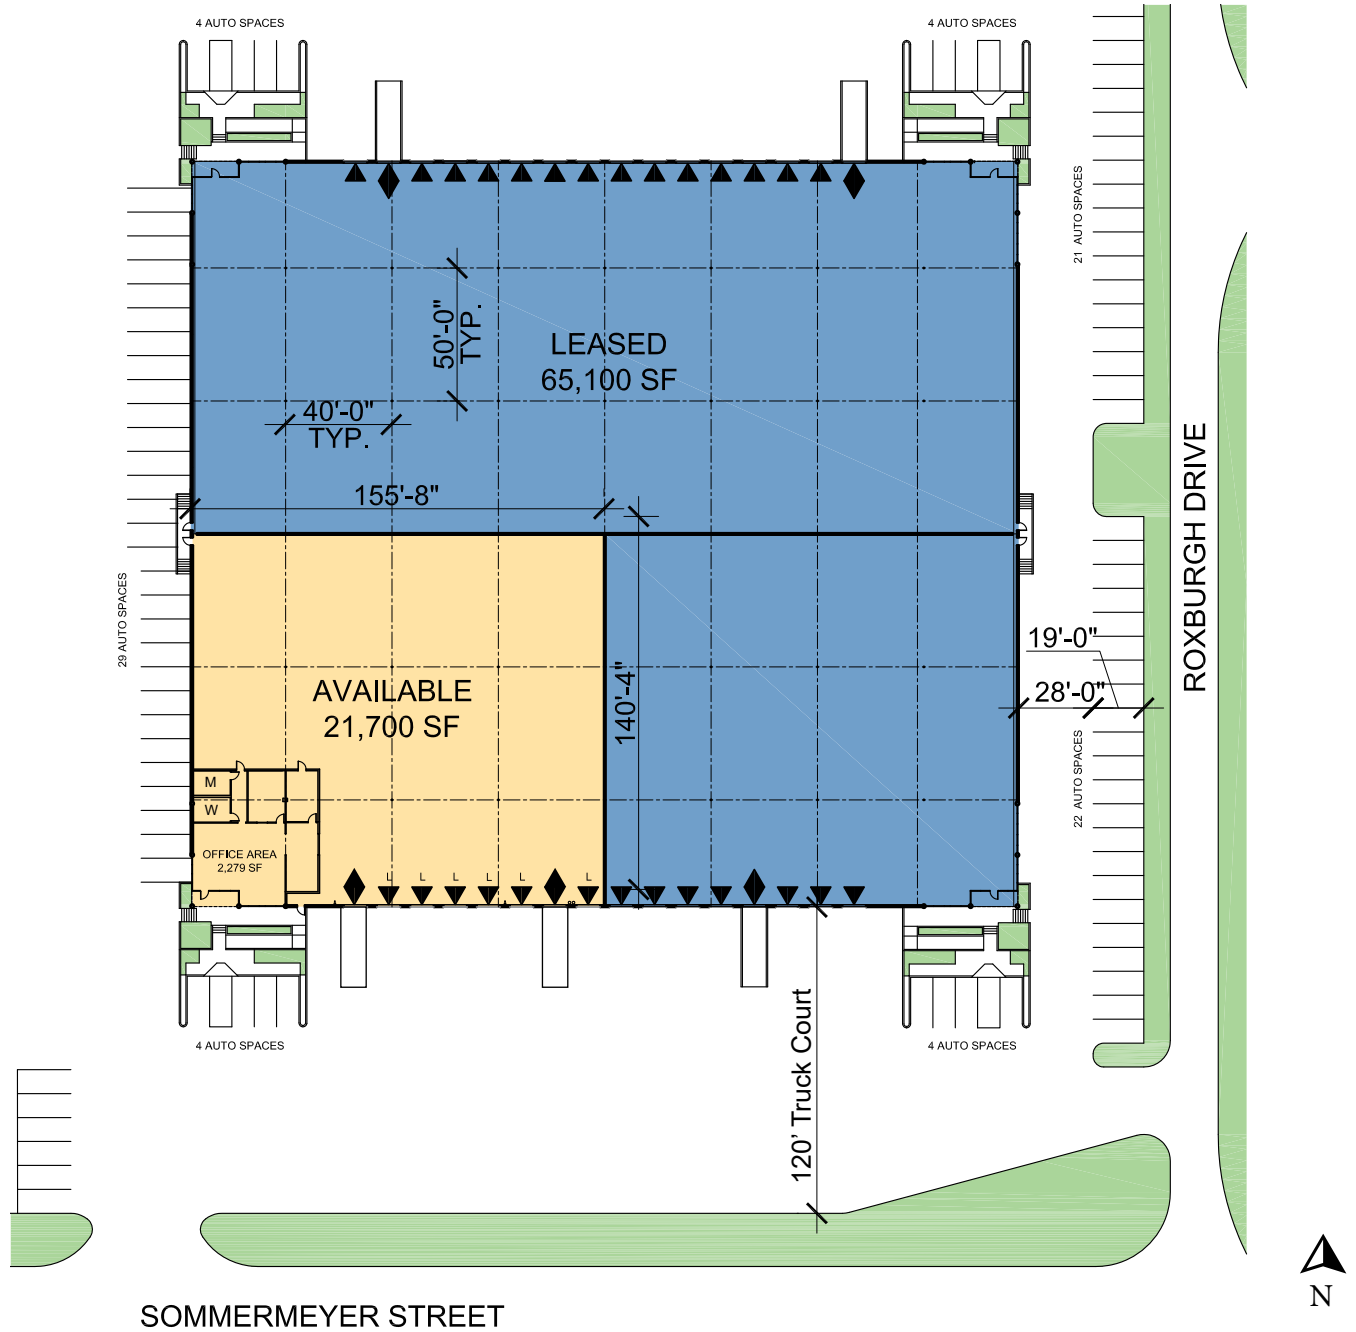 4 AUTO SPACES
4 AUTO SPACES
21 AUTO SPACES
50'-0"
TYP.
LEASED
65,100 SF
40'-0"
TYP.
155'-8"
ROXBURGH DRIVE
29 AUTO SPACES
19'-0"
28'-0"
AVAILABLE
21,700 SF
140'-4"
22 AUTO SPACES
M
W
OFFICE AREA
2,279 SF
L L L L L L
4 AUTO SPACES
4 AUTO SPACES
120' Truck Court
N
SOMMERMEYER STREET